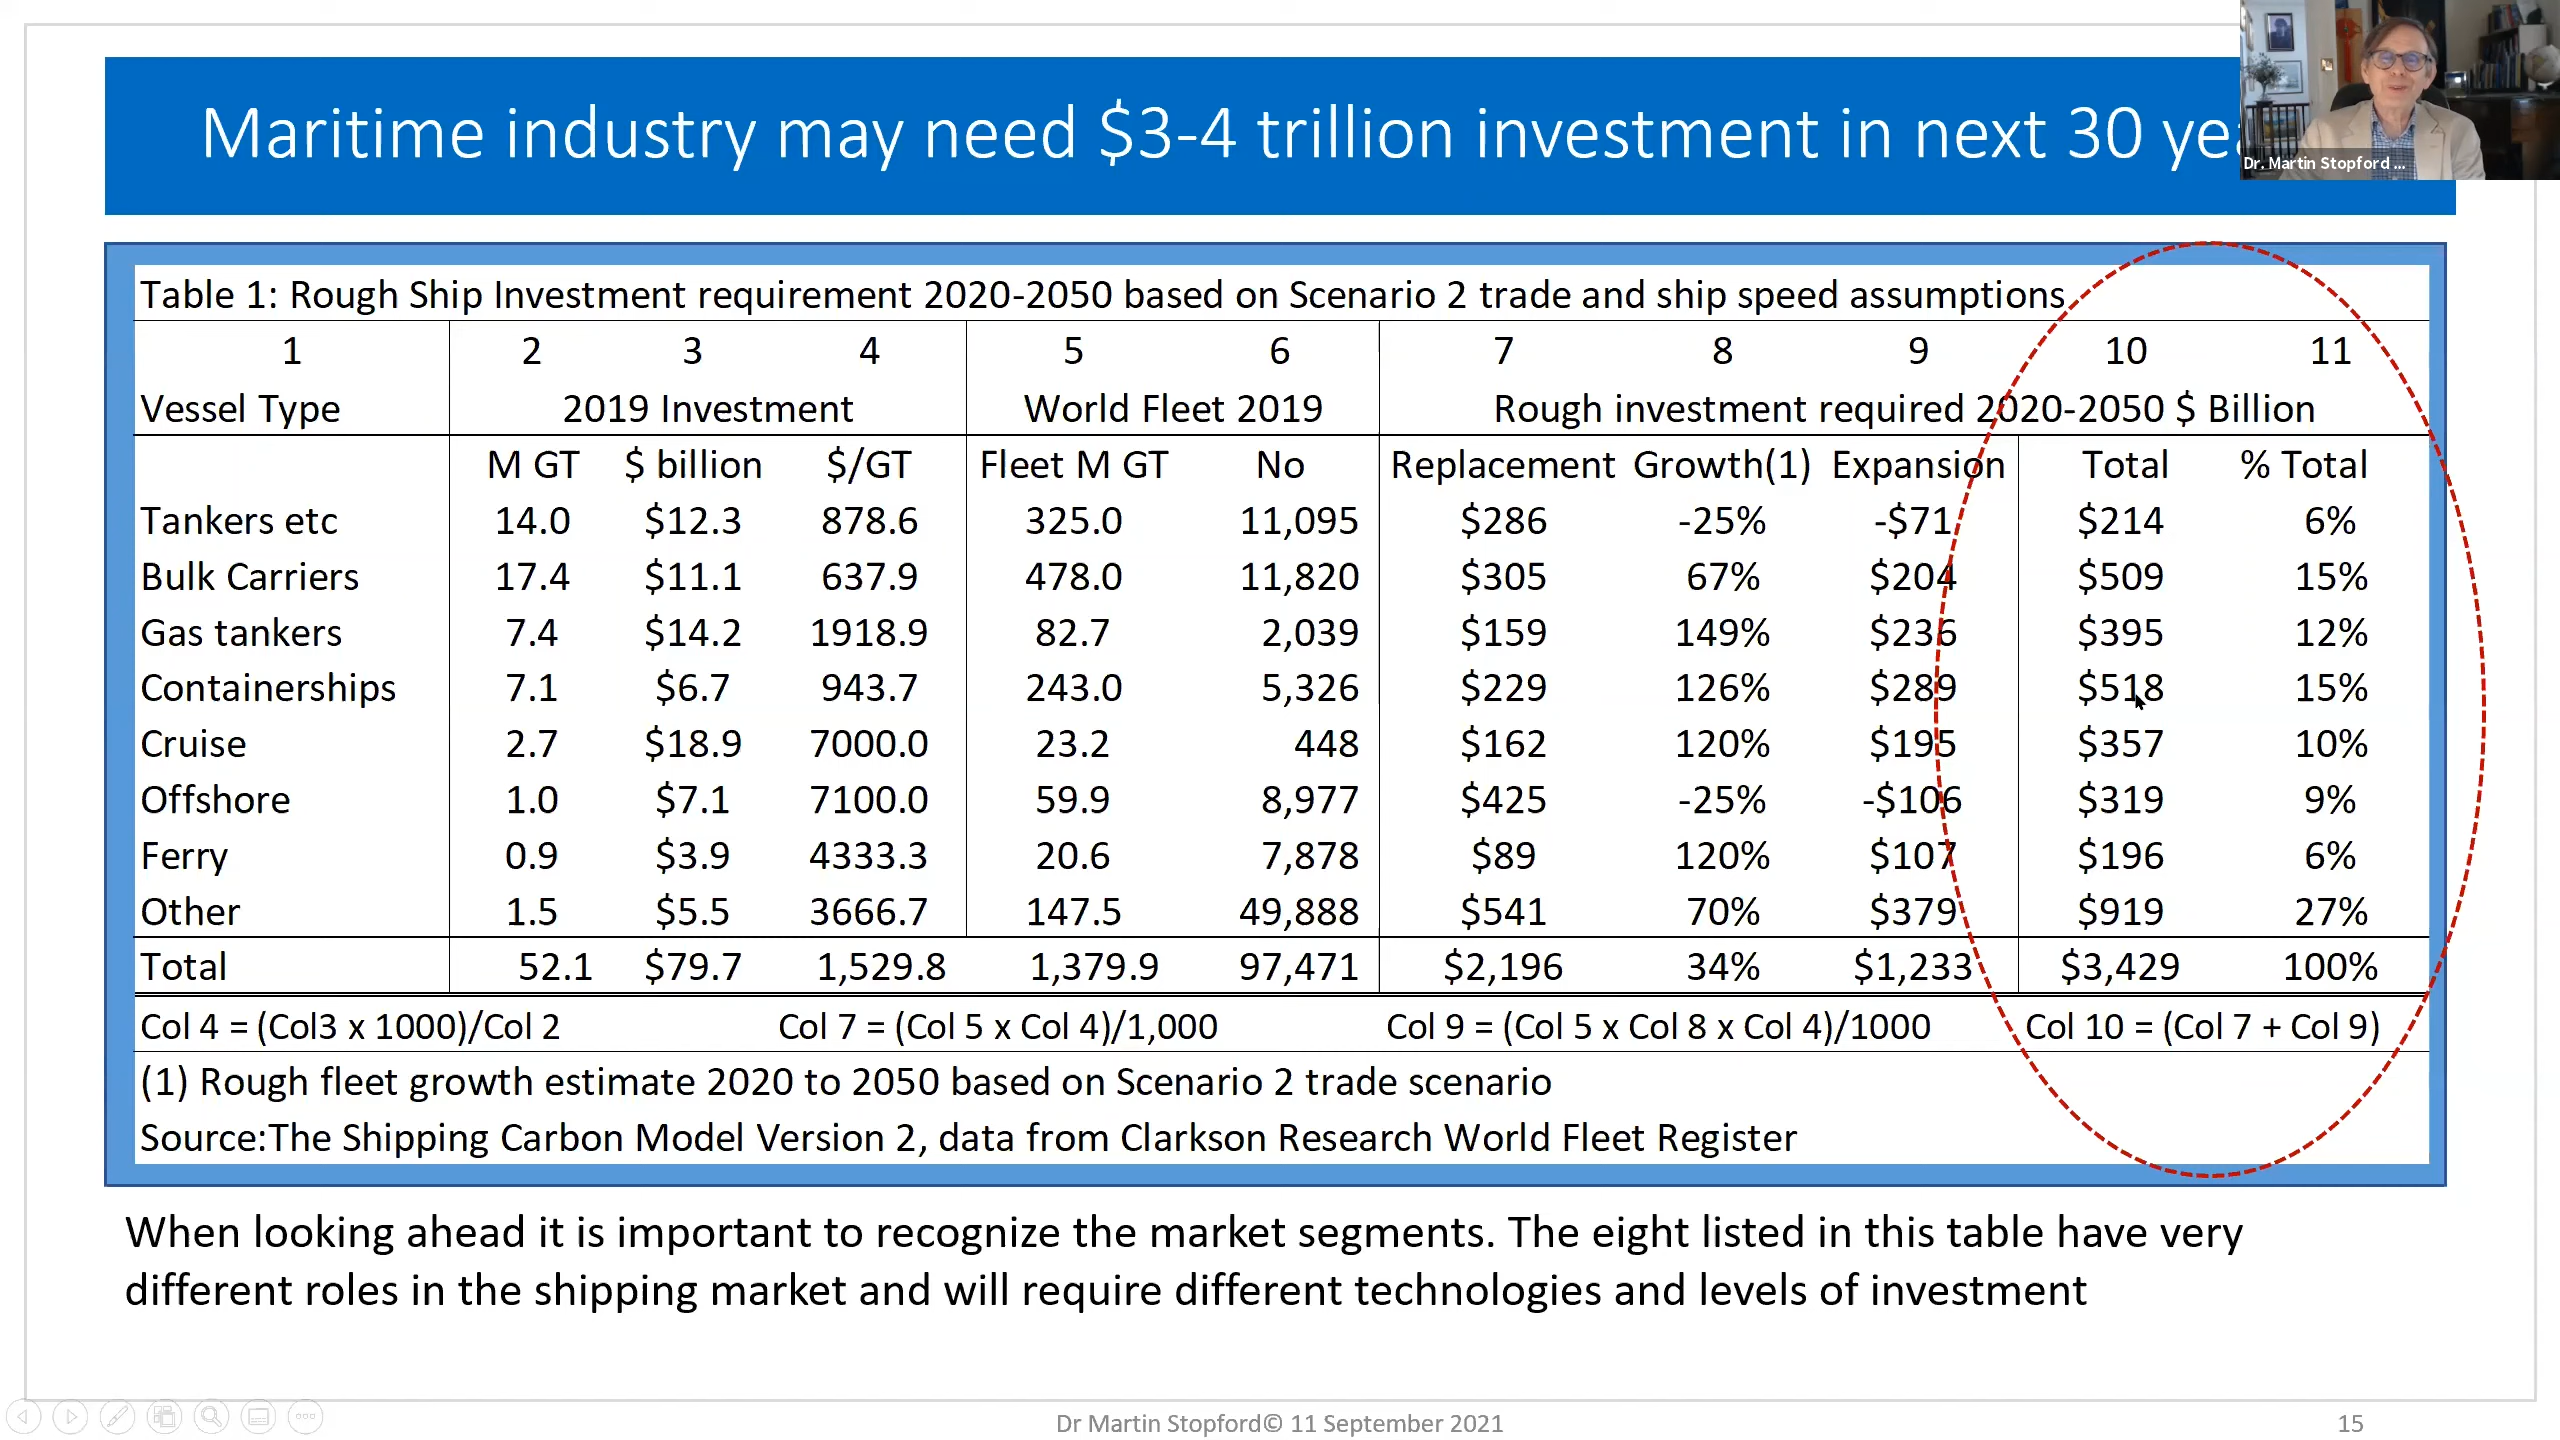 Maritime industry may need $3-4 trillion investment in next 30 yea
Dr. Martin Stopford ...
Table 1: Rough Ship Investment requirement 2020-2050 based on Scenario 2 trade and ship speed assumptions
1 2 3 4 5 6 7 8 9 10 11
Vessel Type 2019 Investment World Fleet 2019 Rough investment required 2020-2050 $ Billion
M GT $ billion $/GT Fleet M GT No Replacement Growth(1) Expansion Total % Total
Tankers etc 14.0 $12.3 878.6 325.0 11,095 $286 -25% -$71 $214 6%
Bulk Carriers 17.4 $11.1 637.9 478.0 11,820 $305 67% $204 $509 15%
Gas tankers 7.4 $14.2 1918.9 82.7 2,039 $159 149% $236 $395 12%
Containerships 7.1 $6.7 943.7 243.0 5,326 $229 126% $289 $518 15%
Cruise 2.7 $18.9 7000.0 23.2 448 $162 120% $195 $357 10%
Offshore 1.0 $7.1 7100.0 59.9 8,977 $425 -25% -$106 $319 9%
Ferry 0.9 $3.9 4333.3 20.6 7,878 $89 120% $107 $196 6%
Other 1.5 $5.5 3666.7 147.5 49,888 $541 70% $379 $919 27%
Total 52.1 $79.7 1,529.8 1,379.9 97,471 $2,196 34% $1,233 $3,429 100%
Col 4 = (Col3 x 1000)/Col 2 Col 7 = (Col 5 x Col 4)/1,000 Col 9 = (Col 5 x Col 8 x Col 4)/1000 Col 10 = (Col 7 + Col 9)
(1) Rough fleet growth estimate 2020 to 2050 based on Scenario 2 trade scenario
Source:The Shipping Carbon Model Version 2, data from Clarkson Research World Fleet Register
When looking ahead it is important to recognize the market segments. The eight listed in this table have very
different roles in the shipping market and will require different technologies and levels of investment
Dr Martin Stopford© 11 September 2021
15